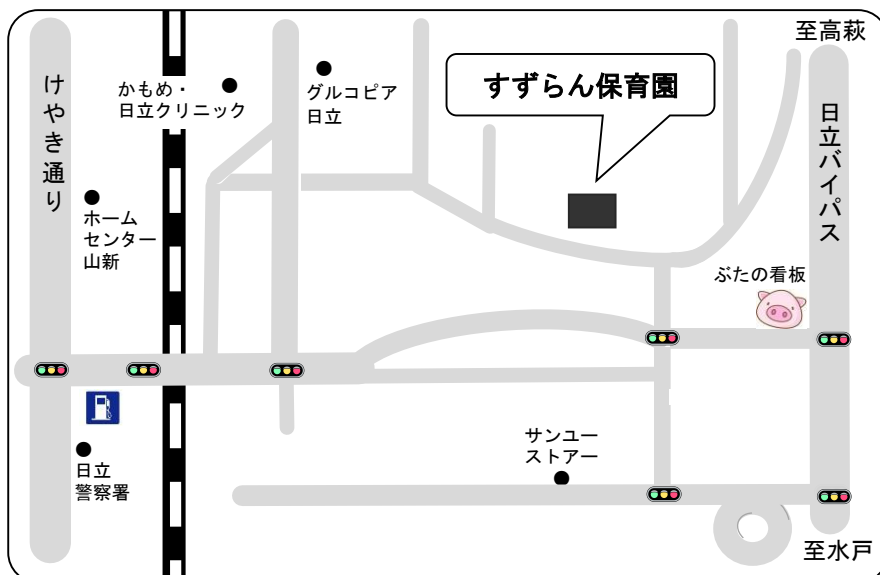 至高萩
けやき通り
かもめ・
日立クリニック
グルコピア
日立
すずらん保育園
日立バイパス
ホーム
センター
山新
ぶたの看板
サンユー
ストアー
日立
警察署
至水戸